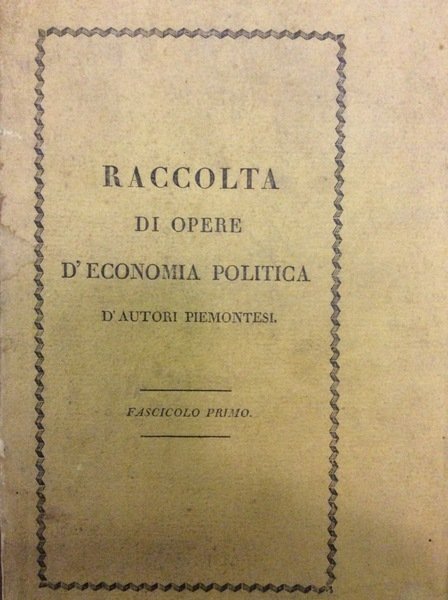 RACCOLTA
DI OPERE
D'ECONOMIA POLITICA
D'AUTORI PIEMONTESI.
FASCICOLO PRIMO.